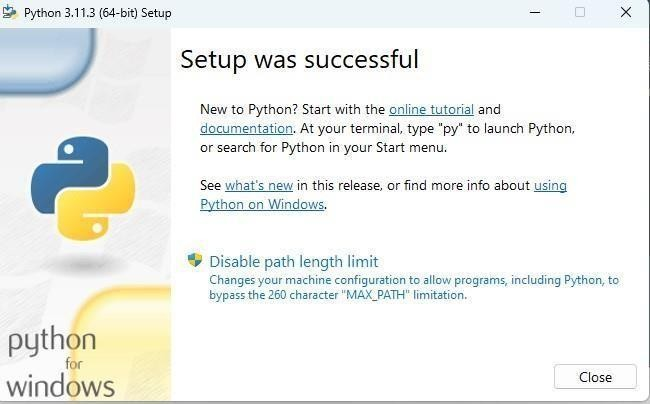 Python 3.11.3 (64-bit) Setup
Setup was successful
New to Python? Start with the online tutorial and
documentation. At your terminal, type "py" to launch Python,
or search for Python in your Start menu.
See what's new in this release, or find more info about using
Python on Windows.
Disable path length limit
Changes your machine configuration to allow programs, including Python, to
bypass the 260 character "MAX_PATH" limitation.
python
for
windows
Close